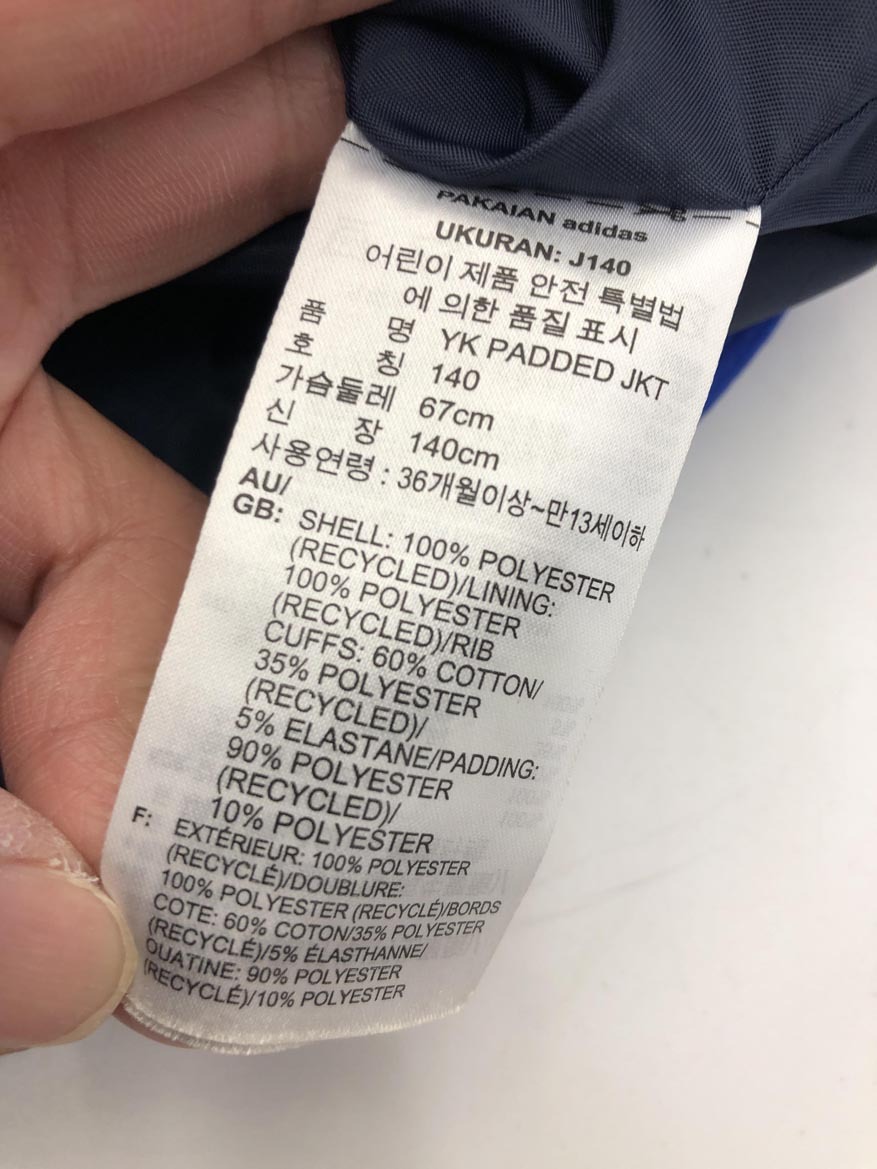 PAKAIAN adidas
UKURAN: J140
어린이 제품 안전 특별법
에 의한 품질 표시
품 명 YK PADDED JKT
호 칭 140
가슴둘레 67cm
신 장 140cm
사용연령 : 36개월이상~만13세이하
AU/
GB: SHELL: 100% POLYESTER
(RECYCLED)/LINING:
100% POLYESTER
(RECYCLED)/RIB
CUFFS: 60% COTTON/
35% POLYESTER
(RECYCLED)/
5% ELASTANE/PADDING:
90% POLYESTER
(RECYCLED)/
10% POLYESTER
F: EXTÉRIEUR: 100% POLYESTER
(RECYCLÉ)/DOUBLURE:
100% POLYESTER (RECYCLÉ)/BORDS
COTE: 60% COTON/35% POLYESTER
(RECYCLÉ)/5% ÉLASTHANNE/
OUATINE: 90% POLYESTER
(RECYCLÉ)/10% POLYESTER